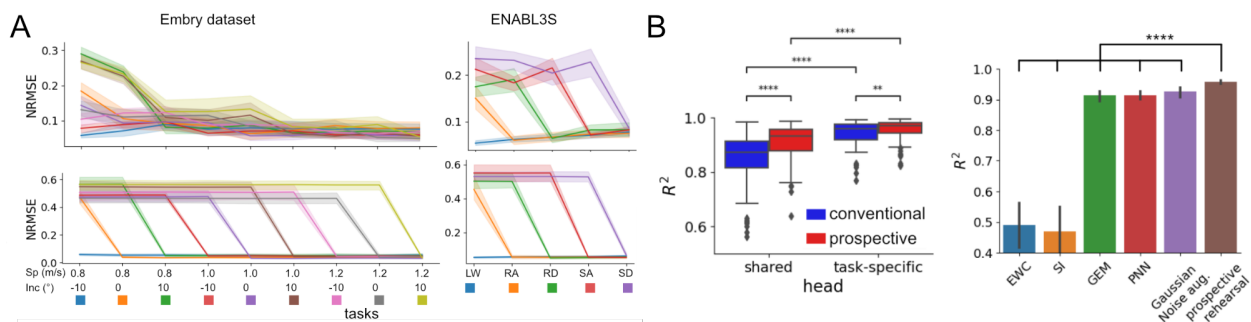 A
Embry dataset
ENABL3S
NRMSE
0.3
0.2
0.1
0.2
0.1
NRMSE
0.6
0.4
0.2
0.0
0.6
0.4
0.2
0.0
Sp (m/s)
0.8 0.8 0.8 1.0 1.0 1.0 1.2 1.2 1.2
Inc (°)
-10 0 10 -10 0 10 -10 0 10
tasks
LW RA RD SA SD
B
****
****
**** **
R²
1.0
0.8
0.6
conventional
prospective
shared task-specific
head
****
R²
1.0
0.9
0.8
0.7
0.6
0.5
0.4
EWC
SI
GEM
PNN
Gaussian
Noise aug.
prospective
rehearsal